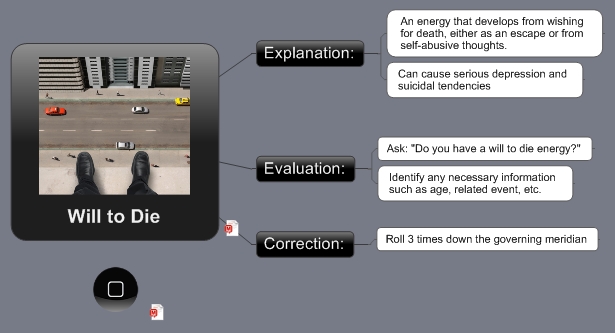 Will to Die
Explanation:
An energy that develops from wishing
for death, either as an escape or from
self-abusive thoughts.
Can cause serious depression and
suicidal tendencies
Evaluation:
Ask: "Do you have a will to die energy?"
Identify any necessary information
such as age, related event, etc.
Correction:
Roll 3 times down the governing meridian